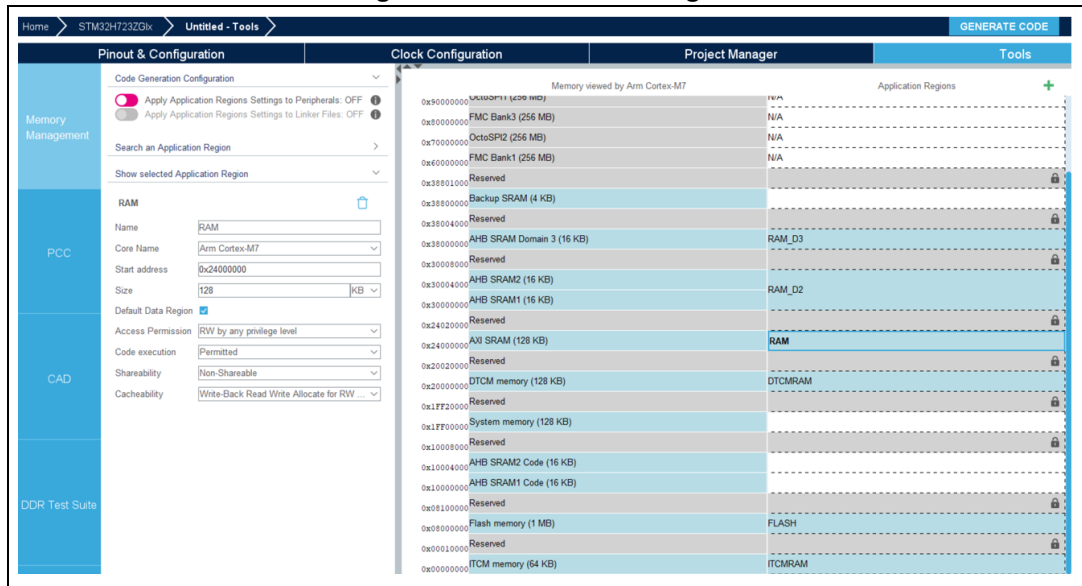 Home STM32H723ZGIx Untitled - Tools GENERATE CODE
Pinout & Configuration Clock Configuration Project Manager Tools
Memory Management
PCC
CAD
DDR Test Suite
Code Generation Configuration
Apply Application Regions Settings to Peripherals: OFF
Apply Application Regions Settings to Linker Files: OFF
Search an Application Region
Show selected Application Region
RAM
Name RAM
Core Name Arm Cortex-M7
Start address 0x24000000
Size 128 KB
Default Data Region
Access Permission RW by any privilege level
Code execution Permitted
Shareability Non-Shareable
Cacheability Write-Back Read Write Allocate for RW ...
Memory viewed by Arm Cortex-M7 Application Regions
0x90000000 OctoSPI1 (256 MB) N/A
0x80000000 FMC Bank3 (256 MB) N/A
0x70000000 OctoSPI2 (256 MB) N/A
0x60000000 FMC Bank1 (256 MB) N/A
0x38801000 Reserved
0x38800000 Backup SRAM (4 KB)
0x38004000 Reserved
0x38000000 AHB SRAM Domain 3 (16 KB) RAM_D3
0x30008000 Reserved
0x30004000 AHB SRAM2 (16 KB)
RAM_D2
0x30000000 AHB SRAM1 (16 KB)
0x24020000 Reserved
0x24000000 AXI SRAM (128 KB) RAM
0x20020000 Reserved
0x20000000 DTCM memory (128 KB) DTCMRAM
0x1FF20000 Reserved
0x1FF00000 System memory (128 KB)
0x10008000 Reserved
0x10004000 AHB SRAM2 Code (16 KB)
0x10000000 AHB SRAM1 Code (16 KB)
0x08100000 Reserved
0x08000000 Flash memory (1 MB) FLASH
0x00010000 Reserved
0x00000000 ITCM memory (64 KB) ITCMRAM